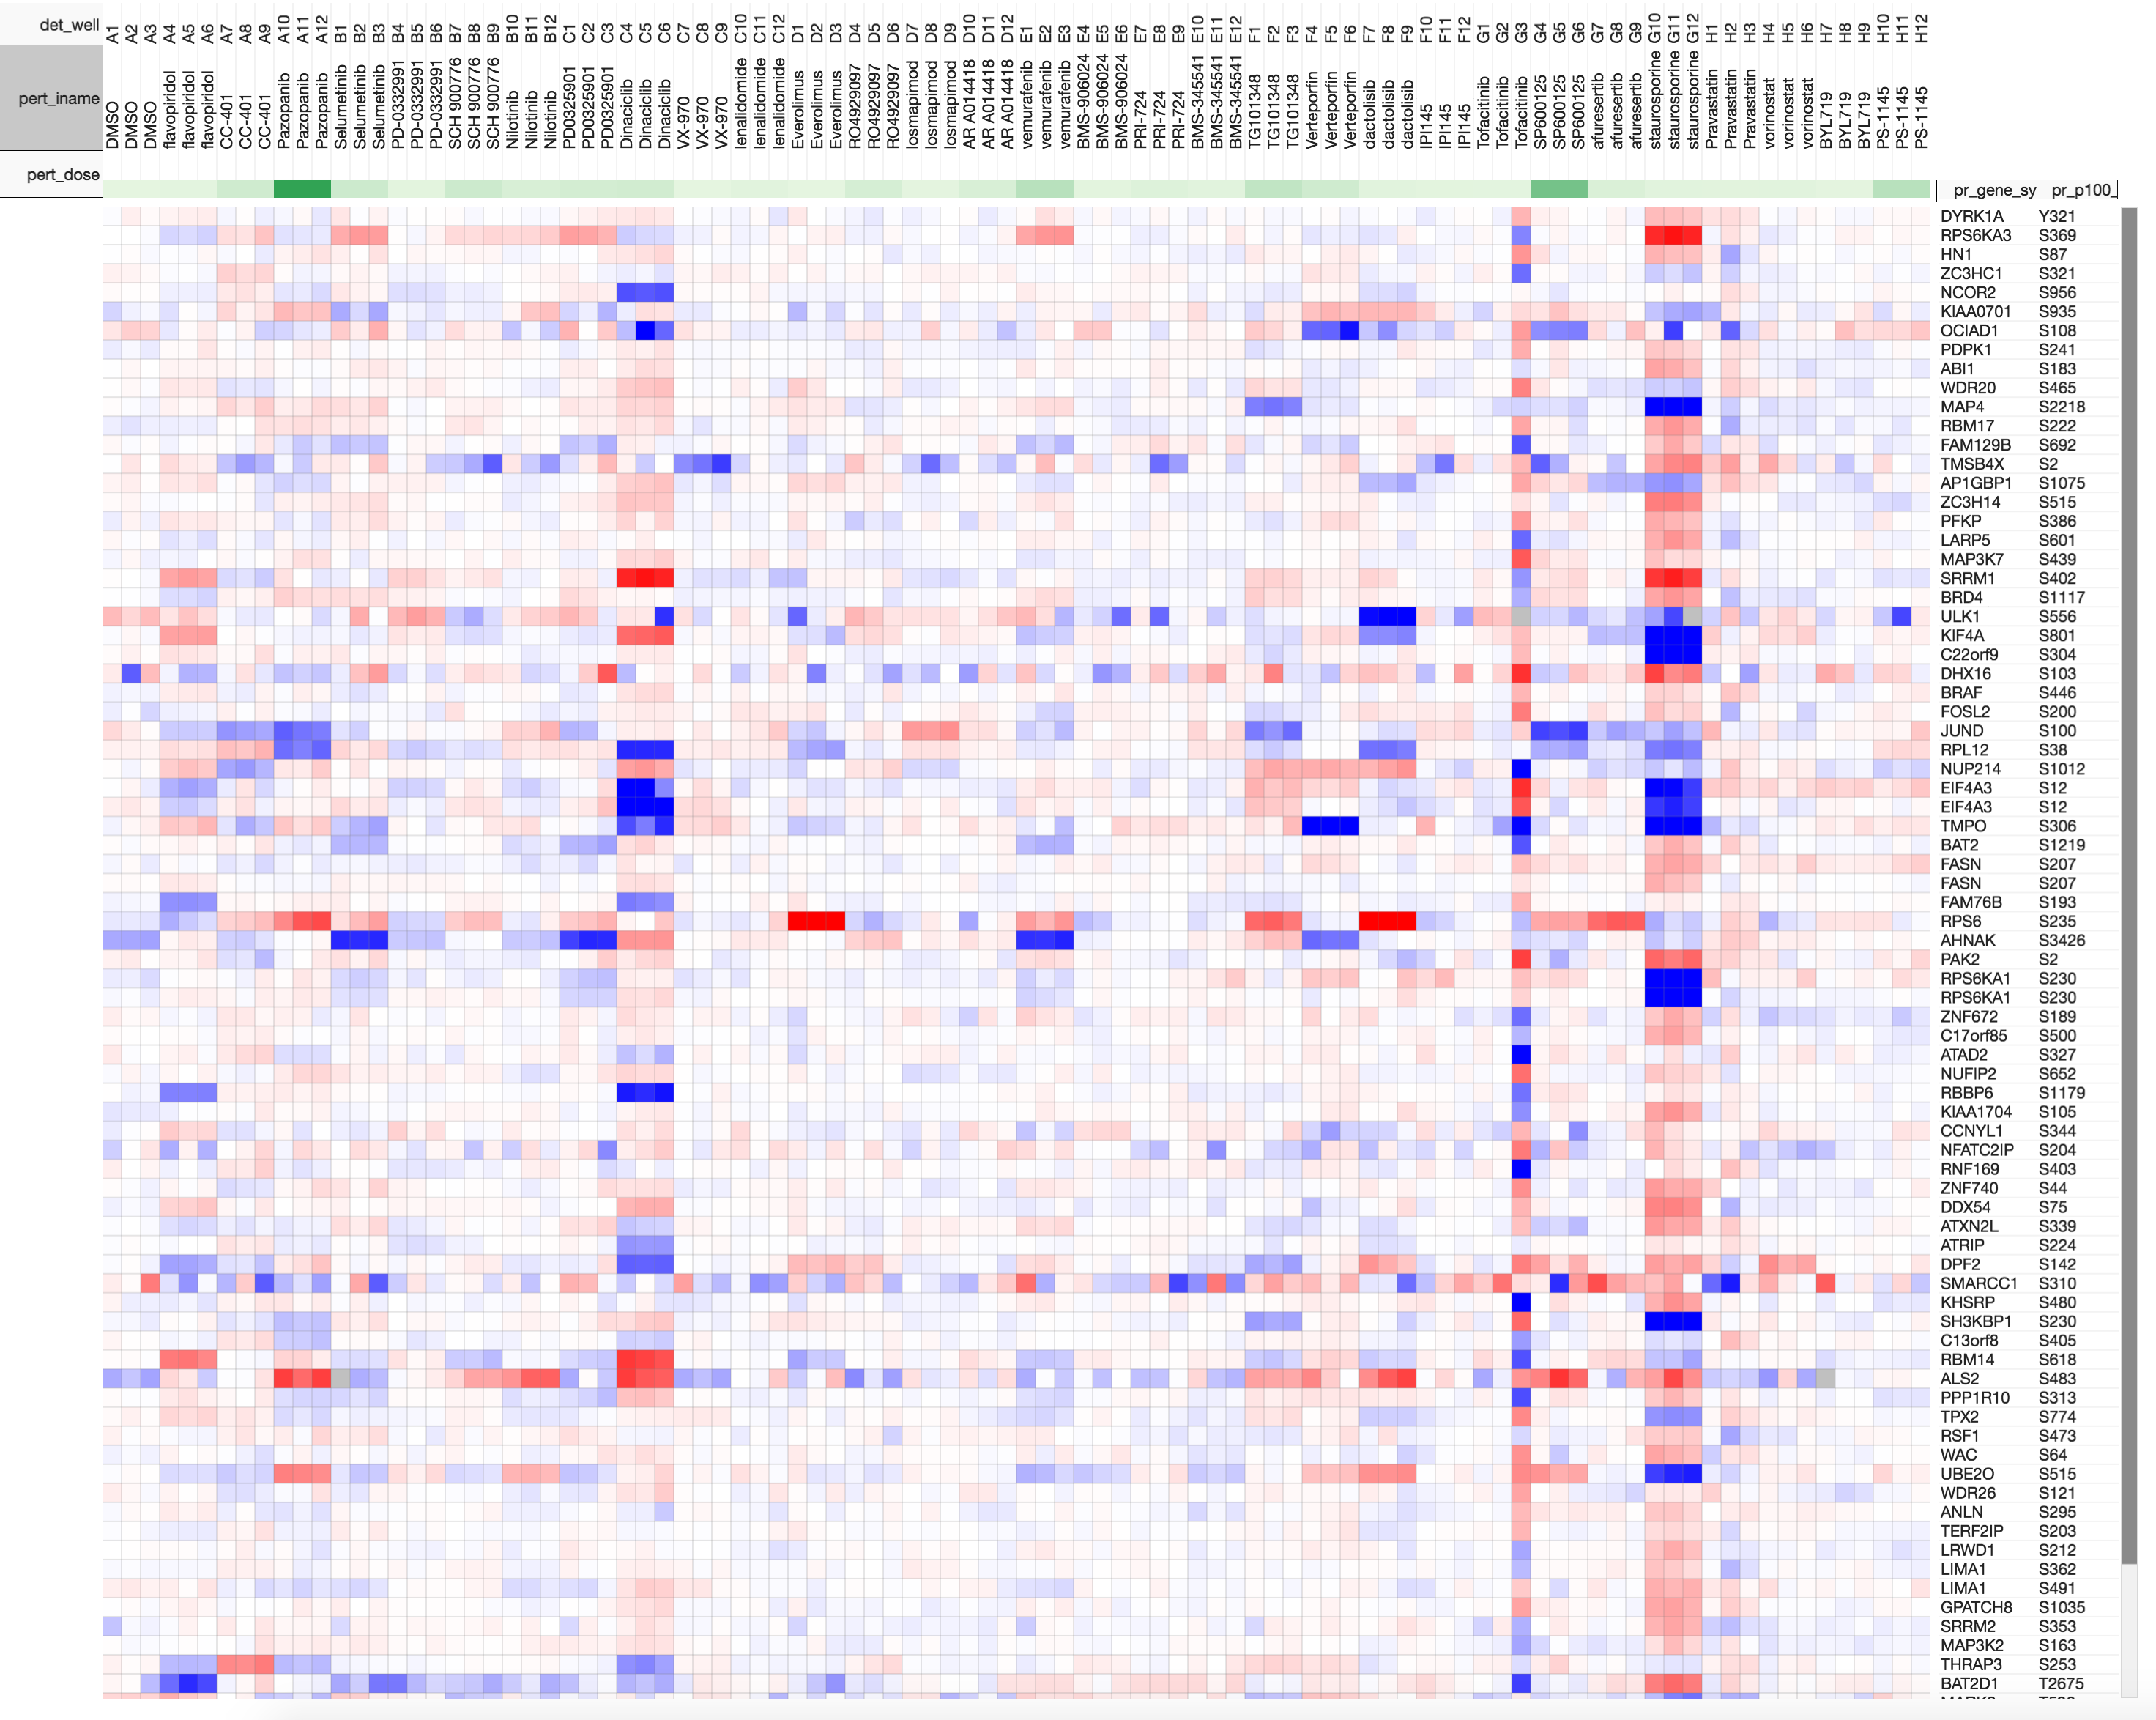 det_well A1 A2 A3 A4 A5 A6 A7 A8 A9 A10 A11 A12 B1 B2 B3 B4 B5 B6 B7 B8 B9 B10 B11 B12 C1 C2 C3 C4 C5 C6 C7 C8 C9 C10 C11 C12 D1 D2 D3 D4 D5 D6 D7 D8 D9 D10 D11 D12 E1 E2 E3 E4 E5 E6 E7 E8 E9 E10 E11 E12 F1 F2 F3 F4 F5 F6 F7 F8 F9 F10 F11 F12 G1 G2 G3 G4 G5 G6 G7 G8 G9 G10 G11 G12 H1 H2 H3 H4 H5 H6 H7 H8 H9 H10 H11 H12
pert_iname DMSO DMSO DMSO flavopiridol flavopiridol flavopiridol CC-401 CC-401 CC-401 Pazopanib Pazopanib Pazopanib Selumetinib Selumetinib Selumetinib PD-0332991 PD-0332991 PD-0332991 SCH 900776 SCH 900776 SCH 900776 Nilotinib Nilotinib Nilotinib PD0325901 PD0325901 PD0325901 Dinaciclib Dinaciclib Dinaciclib VX-970 VX-970 VX-970 lenalidomide lenalidomide lenalidomide Everolimus Everolimus Everolimus RO4929097 RO4929097 RO4929097 losmapimod losmapimod losmapimod AR A014418 AR A014418 AR A014418 vemurafenib vemurafenib vemurafenib BMS-906024 BMS-906024 BMS-906024 PRI-724 PRI-724 PRI-724 BMS-345541 BMS-345541 BMS-345541 TG101348 TG101348 TG101348 Verteporfin Verteporfin Verteporfin dactolisib dactolisib dactolisib IPI145 IPI145 IPI145 Tofacitinib Tofacitinib Tofacitinib SP600125 SP600125 SP600125 afuresertib afuresertib afuresertib staurosporine staurosporine staurosporine Pravastatin Pravastatin Pravastatin vorinostat vorinostat vorinostat BYL719 BYL719 BYL719 PS-1145 PS-1145 PS-1145
pert_dose
pr_gene_sy pr_p100_
DYRK1A Y321
RPS6KA3 S369
HN1 S87
ZC3HC1 S321
NCOR2 S956
KIAA0701 S935
OCIAD1 S108
PDPK1 S241
ABI1 S183
WDR20 S465
MAP4 S2218
RBM17 S222
FAM129B S692
TMSB4X S2
AP1GBP1 S1075
ZC3H14 S515
PFKP S386
LARP5 S601
MAP3K7 S439
SRRM1 S402
BRD4 S1117
ULK1 S556
KIF4A S801
C22orf9 S304
DHX16 S103
BRAF S446
FOSL2 S200
JUND S100
RPL12 S38
NUP214 S1012
EIF4A3 S12
EIF4A3 S12
TMPO S306
BAT2 S1219
FASN S207
FASN S207
FAM76B S193
RPS6 S235
AHNAK S3426
PAK2 S2
RPS6KA1 S230
RPS6KA1 S230
ZNF672 S189
C17orf85 S500
ATAD2 S327
NUFIP2 S652
RBBP6 S1179
KIAA1704 S105
CCNYL1 S344
NFATC2IP S204
RNF169 S403
ZNF740 S44
DDX54 S75
ATXN2L S339
ATRIP S224
DPF2 S142
SMARCC1 S310
KHSRP S480
SH3KBP1 S230
C13orf8 S405
RBM14 S618
ALS2 S483
PPP1R10 S313
TPX2 S774
RSF1 S473
WAC S64
UBE2O S515
WDR26 S121
ANLN S295
TERF2IP S203
LRWD1 S212
LIMA1 S362
LIMA1 S491
GPATCH8 S1035
SRRM2 S353
MAP3K2 S163
THRAP3 S253
BAT2D1 T2675